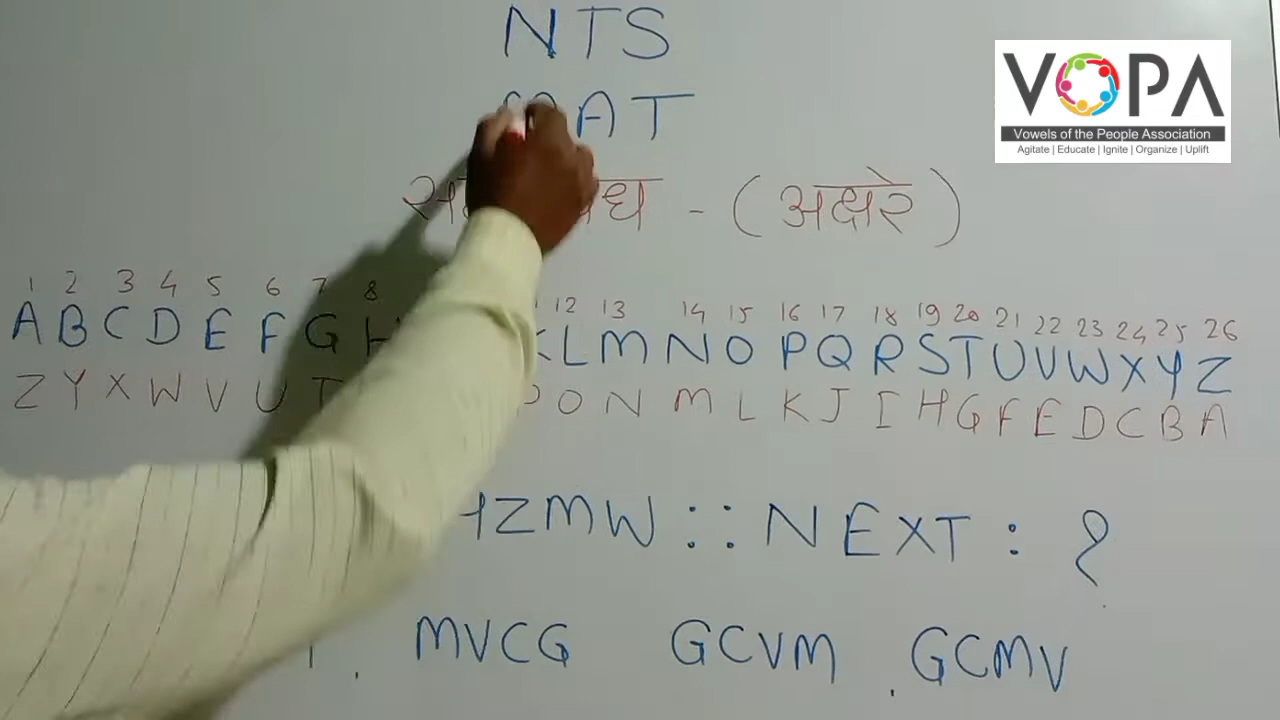 NTS
VOPA
Vowels of the People Association
Agitate | Educate | Ignite | Organize | Uplift
- (अक्षरे)
1 2 3 4 5 6 7 8 12 13 14 15 16 17 18 19 20 21 22 23 24 25 26
A B C D E F G H K L M N O P Q R S T U V W X Y Z
Z Y X W V U T O N M L K J I H G F E D C B A
ZMW :: NEXT : ?
MVCG GCVM GCMV